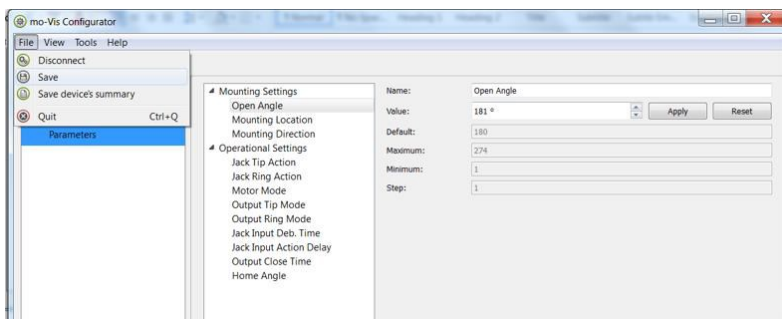 mo-Vis Configurator
File View Tools Help
Disconnect
Save
Save device's summary
Quit Ctrl+Q
Parameters
Mounting Settings
Open Angle
Mounting Location
Mounting Direction
Operational Settings
Jack Tip Action
Jack Ring Action
Motor Mode
Output Tip Mode
Output Ring Mode
Jack Input Deb. Time
Jack Input Action Delay
Output Close Time
Home Angle
Name: Open Angle
Value: 181 º Apply Reset
Default: 180
Maximum: 274
Minimum: 1
Step: 1